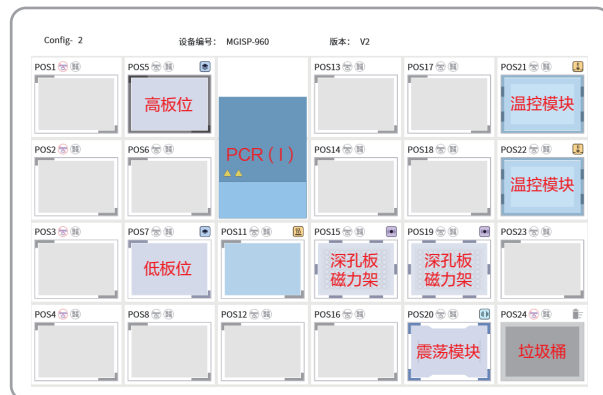 Config- 2 设备编号: MGISP-960 版本: V2
POS1 POS5 POS13 POS17 POS21
高板位 温控模块
PCR ( I )
POS2 POS6 POS14 POS18 POS22
温控模块
POS3 POS7 POS11 POS15 POS19 POS23
低板位 深孔板 深孔板
磁力架 磁力架
POS4 POS8 POS12 POS16 POS20 POS24
震荡模块 垃圾桶